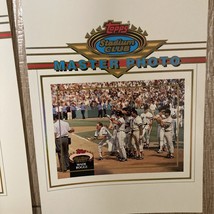 Topps
Stadium
CLUB
MASTER PHOTO